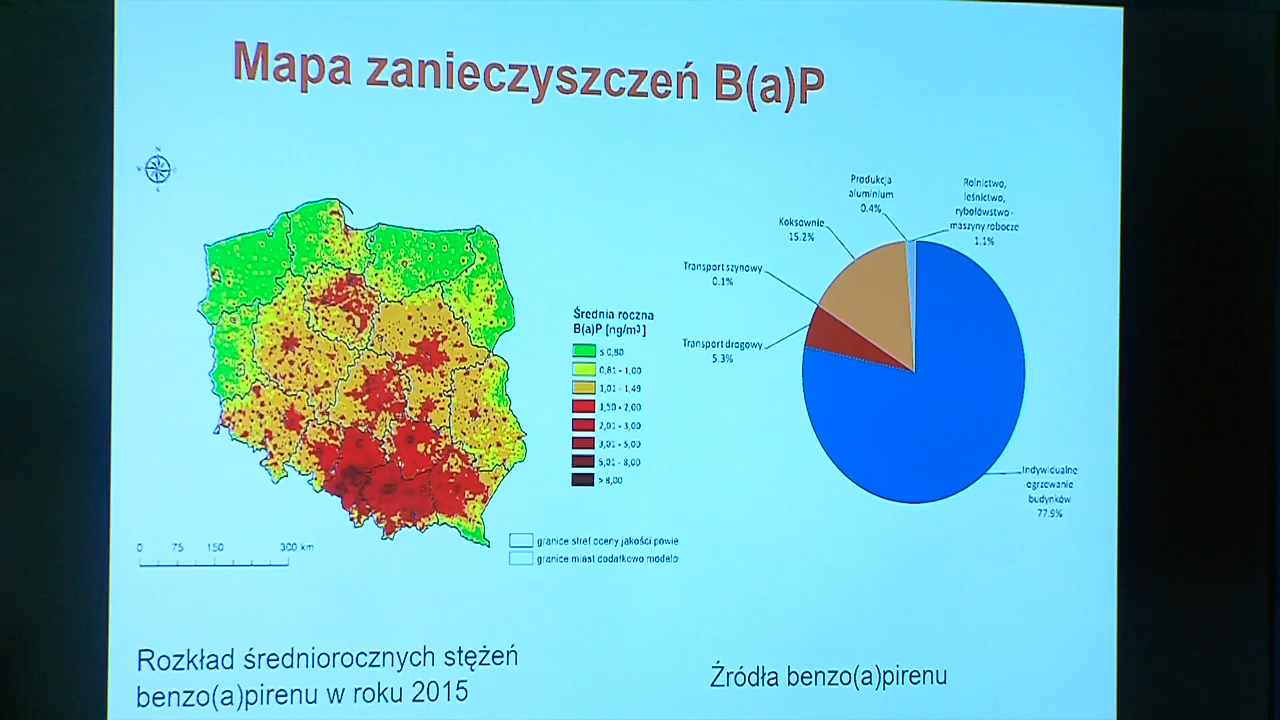 Mapa zanieczyszczeń B(a)P
N
Produkcja
aluminium
0.4%
Rolnictwo,
leśnictwo,
rybołówstwo-
maszyny robocze
1.1%
Koksownie
15.2%
Transport szynowy
0.1%
Transport drogowy
5.3%
Indywidualne
ogrzewanie
budynków
77.9%
Średnia roczna
B(a)P [ng/m³]
≤ 0,80
0,81 - 1,00
1,01 - 1,49
1,50 - 2,00
2,01 - 3,00
3,01 - 5,00
5,01 - 8,00
> 8,00
granice stref oceny jakości powie
granice miast dodatkowo modelo
0 75 150 300 km
Rozkład średniorocznych stężeń
benzo(a)pirenu w roku 2015
Źródła benzo(a)pirenu